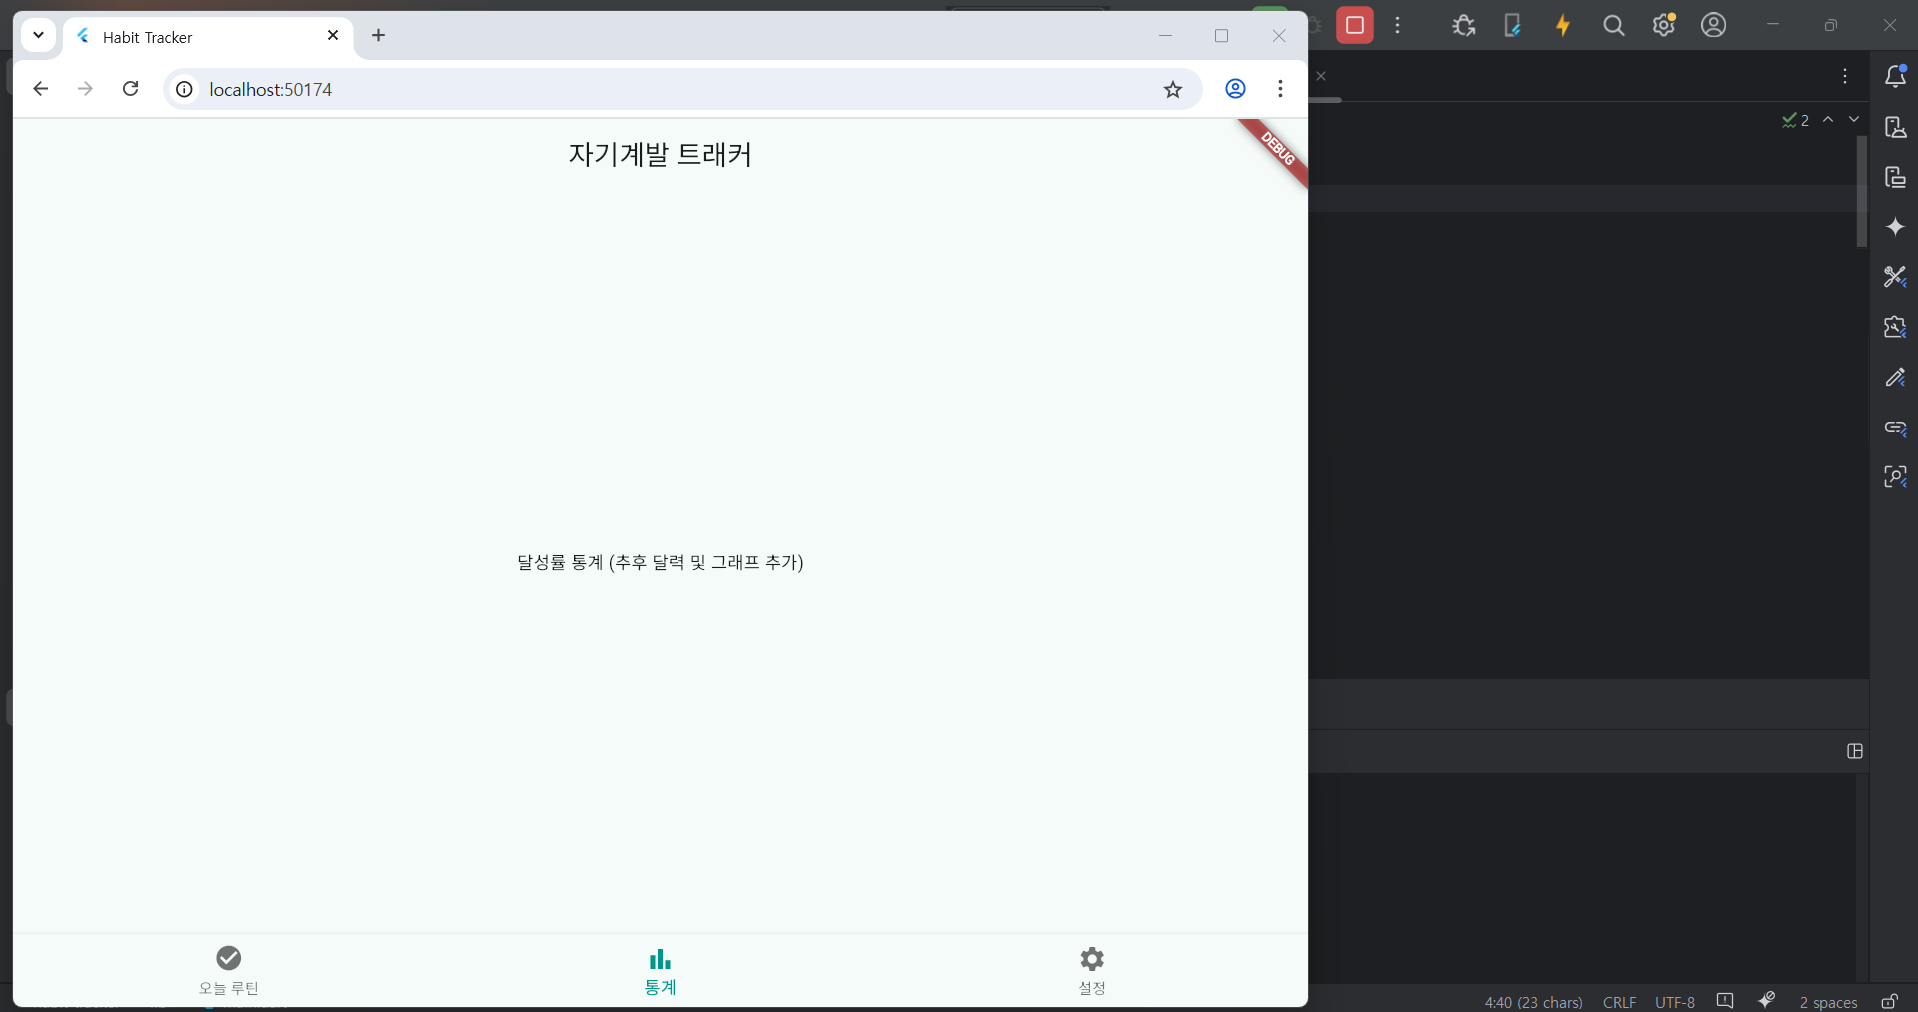 Habit Tracker
localhost:50174
자기계발 트래커
DEBUG
2
달성률 통계 (추후 달력 및 그래프 추가)
오늘 루틴
통계
설정
4:40 (23 chars)
CRLF
UTF-8
2 spaces